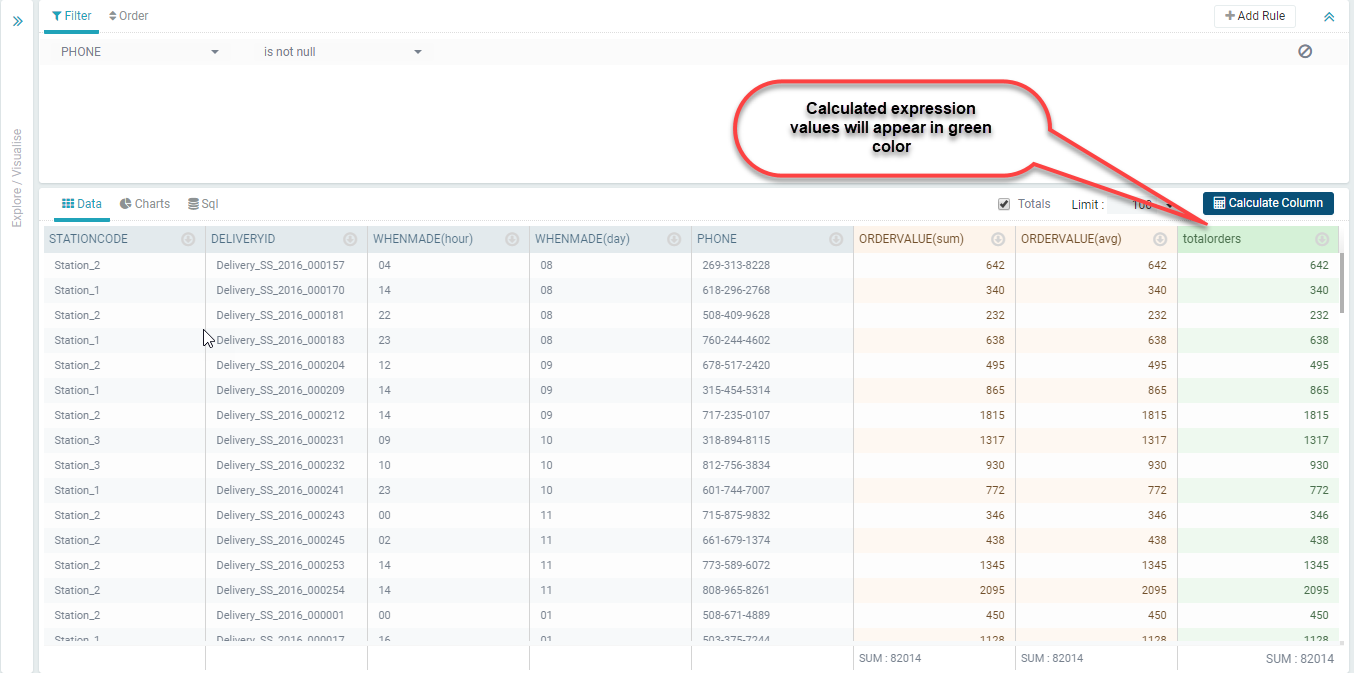 Filter Order Add Rule
PHONE is not null
Explore / Visualise
Calculated expression
values will appear in green
color
Data Charts Sql Totals Limit : 100 Calculate Column
STATIONCODE DELIVERYID WHENMADE(hour) WHENMADE(day) PHONE ORDERVALUE(sum) ORDERVALUE(avg) totalorders
Station_2 Delivery_SS_2016_000157 04 08 269-313-8228 642 642 642
Station_1 Delivery_SS_2016_000170 14 08 618-296-2768 340 340 340
Station_2 Delivery_SS_2016_000181 22 08 508-409-9628 232 232 232
Station_1 Delivery_SS_2016_000183 23 08 760-244-4602 638 638 638
Station_2 Delivery_SS_2016_000204 12 09 678-517-2420 495 495 495
Station_1 Delivery_SS_2016_000209 14 09 315-454-5314 865 865 865
Station_2 Delivery_SS_2016_000212 14 09 717-235-0107 1815 1815 1815
Station_3 Delivery_SS_2016_000231 09 10 318-894-8115 1317 1317 1317
Station_3 Delivery_SS_2016_000232 10 10 812-756-3834 930 930 930
Station_1 Delivery_SS_2016_000241 23 10 601-744-7007 772 772 772
Station_2 Delivery_SS_2016_000243 00 11 715-875-9832 346 346 346
Station_2 Delivery_SS_2016_000245 02 11 661-679-1374 438 438 438
Station_2 Delivery_SS_2016_000253 14 11 773-589-6072 1345 1345 1345
Station_2 Delivery_SS_2016_000254 14 11 808-965-8261 2095 2095 2095
Station_2 Delivery_SS_2016_000001 00 01 508-671-4889 450 450 450
Station_1 Delivery_SS_2016_000017 16 01 503-375-7244 1128 1128 1128
SUM : 82014 SUM : 82014 SUM : 82014